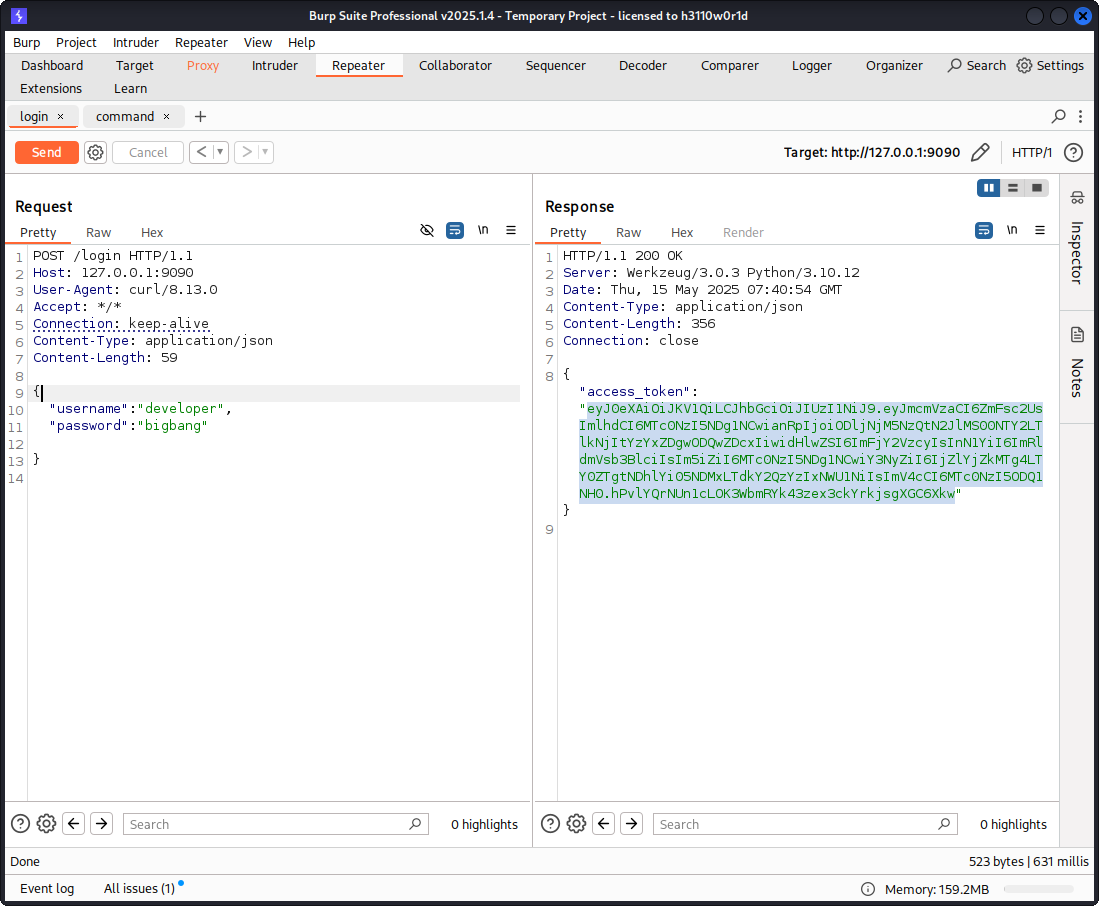 Burp Suite Professional v2025.1.4 - Temporary Project - licensed to h3110w0r1d
Burp Project Intruder Repeater View Help
Dashboard Target Proxy Intruder Repeater Collaborator Sequencer Decoder Comparer Logger Organizer Search Settings
Extensions Learn
login × command × +
Send Cancel < > Target: http://127.0.0.1:9090 HTTP/1
Request
Pretty Raw Hex \n
1 POST /login HTTP/1.1
2 Host: 127.0.0.1:9090
3 User-Agent: curl/8.13.0
4 Accept: */*
5 Connection: keep-alive
6 Content-Type: application/json
7 Content-Length: 59
8
9 {
10 "username":"developer",
11 "password":"bigbang"
12
13 }
14
Search 0 highlights
Response
Pretty Raw Hex Render \n
1 HTTP/1.1 200 OK
2 Server: Werkzeug/3.0.3 Python/3.10.12
3 Date: Thu, 15 May 2025 07:40:54 GMT
4 Content-Type: application/json
5 Content-Length: 356
6 Connection: close
7
8 {
"access_token":
"eyJ0eXAiOiJKV1QiLCJhbGciOiJIUzI1NiJ9.eyJmcmVzaCI6ZmFsc2Us
ImlhdCI6MTc0NzI5NDg1NCwianRpIjoiODljNjM5NzQtN2JlMS00NTY2LT
lkNjItYzYxZDgwODQwZDcxIiwidHlwZSI6ImFjY2VzcyIsInN1YiI6ImRl
dmVsb3BlciIsIm5iZiI6MTc0NzI5NDg1NCwiY3NyZiI6IjZlYjZkMTg4LT
Y0ZTgtNDhlYi05NDMxLTdkY2QzYzIxNWU1NiIsImV4cCI6MTc0NzI5ODQ1
NH0.hPvlYQrNUn1cLOK3WbmRYk43zex3ckYrkjsgXGC6Xkw"
}
9
Search 0 highlights
Inspector
Notes
Done 523 bytes | 631 millis
Event log All issues (1) Memory: 159.2MB